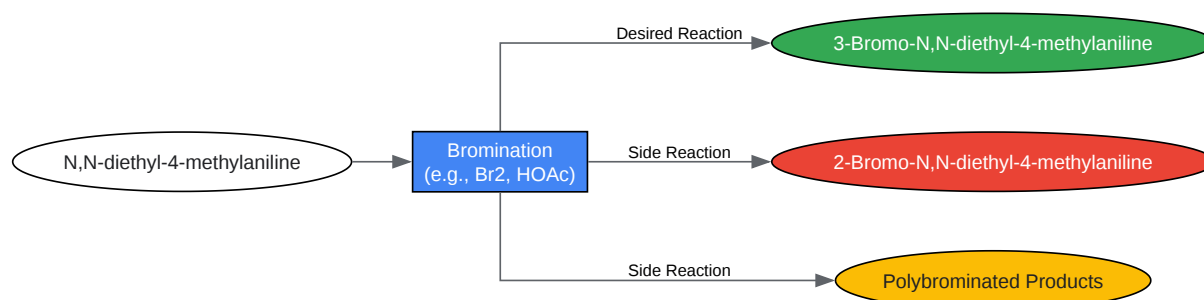 Desired Reaction
3-Bromo-N,N-diethyl-4-methylaniline
N,N-diethyl-4-methylaniline
Bromination
(e.g., Br2, HOAc)
Side Reaction
2-Bromo-N,N-diethyl-4-methylaniline
Side Reaction
Polybrominated Products